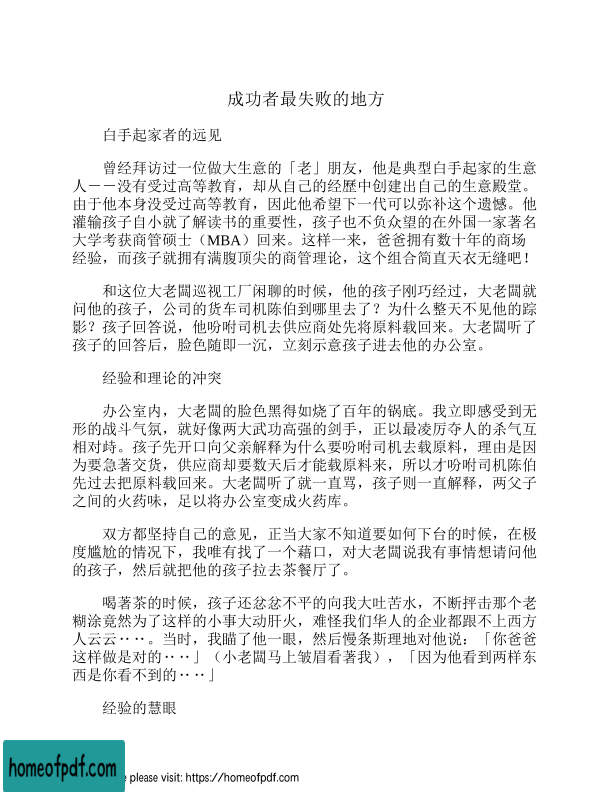 成功者最失败的地方
白手起家者的远见
曾经拜访过一位做大生意的「老」朋友，他是典型白手起家的生意
人－－没有受过高等教育，却从自己的经歷中创建出自己的生意殿堂。
由于他本身没受过高等教育，因此他希望下一代可以弥补这个遗憾。他
灌输孩子自小就了解读书的重要性，孩子也不负众望的在外国一家著名
大学考获商管硕士（MBA）回来。这样一来，爸爸拥有数十年的商场
经验，而孩子就拥有满腹顶尖的商管理论，这个组合简直天衣无缝吧！
和这位大老闆巡视工厂闲聊的时候，他的孩子刚巧经过，大老闆就
问他的孩子，公司的货车司机陈伯到哪里去了？为什么整天不见他的踪
影？孩子回答说，他吩咐司机去供应商处先将原料载回来。大老闆听了
孩子的回答后，脸色随即一沉，立刻示意孩子进去他的办公室。
经验和理论的冲突
办公室内，大老闆的脸色黑得如烧了百年的锅底。我立即感受到无
形的战斗气氛，就好像两大武功高强的剑手，正以最凌厉夺人的杀气互
相对峙。孩子先开口向父亲解释为什么要吩咐司机去载原料，理由是因
为要急著交货，供应商却要数天后才能载原料来，所以才吩咐司机陈伯
先过去把原料载回来。大老闆听了就一直骂，孩子则一直解释，两父子
之间的火药味，足以将办公室变成火药库。
双方都坚持自己的意见，正当大家不知道要如何下台的时候，在极
度尴尬的情况下，我唯有找了一个藉口，对大老闆说我有事情想请问他
的孩子，然后就把他的孩子拉去茶餐厅了。
喝著茶的时候，孩子还忿忿不平的向我大吐苦水，不断抨击那个老
糊涂竟然为了这样的小事大动肝火，难怪我们华人的企业都跟不上西方
人云云‥‥。当时，我瞄了他一眼，然后慢条斯理地对他说：「你爸爸
这样做是对的‥‥」（小老闆马上皱眉看著我），「因为他看到两样东
西是你看不到的‥‥」
经验的慧眼
homeofpdf.com
e please visit: https://homeofpdf.com